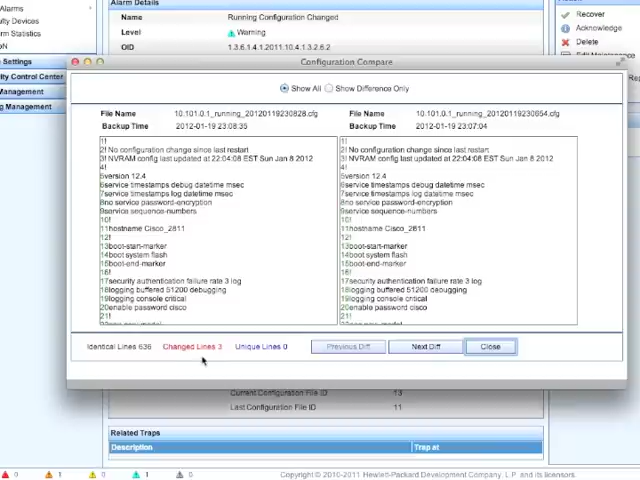 Alarms
ulty Devices
rm Statistics
oN
e Settings
lty Control Center
Management
ng Management
Alarm Details
Name Running Configuration Changed
Level Warning
OID 1.3.6.1.4.1.2011.10.4.1.3.2.6.2
Recover
Acknowledge
Delete
Configuration Compare
Show All Show Difference Only
File Name 10.101.0.1_running_20120119230828.cfg File Name 10.101.0.1_running_20120119230654.cfg
Backup Time 2012-01-19 23:08:35 Backup Time 2012-01-19 23:07:04
1! 1!
2! No configuration change since last restart 2! No configuration change since last restart
3! NVRAM config last updated at 22:04:08 EST Sun Jan 8 2012 3! NVRAM config last updated at 22:04:08 EST Sun Jan 8 2012
4! 4!
5version 12.4 5version 12.4
6service timestamps debug datetime msec 6service timestamps debug datetime msec
7service timestamps log datetime msec 7service timestamps log datetime msec
8no service password-encryption 8no service password-encryption
9service sequence-numbers 9service sequence-numbers
10! 10!
11hostname Cisco_2811 11hostname Cisco_2811
12! 12!
13boot-start-marker 13boot-start-marker
14boot system flash 14boot system flash
15boot-end-marker 15boot-end-marker
16! 16!
17security authentication failure rate 3 log 17security authentication failure rate 3 log
18logging buffered 51200 debugging 18logging buffered 51200 debugging
19logging console critical 19logging console critical
20enable password cisco 20enable password cisco
21! 21!
Identical Lines 636 Changed Lines 3 Unique Lines 0 Previous Diff Next Diff Close
Current Configuration File ID 13
Last Configuration File ID 11
Related Traps
Description Trap at
0 1 0 1 0 Copyright © 2010-2011 Hewlett-Packard Development Company, L.P. and its licensors.